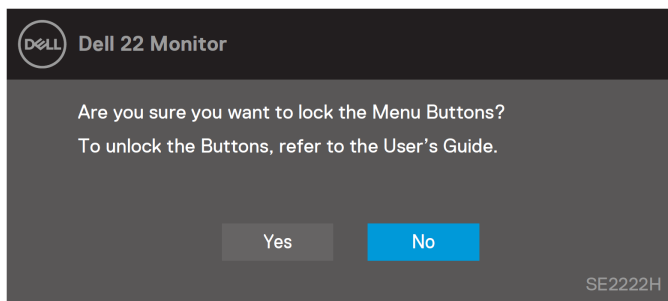 DELL Dell 22 Monitor
Are you sure you want to lock the Menu Buttons?
To unlock the Buttons, refer to the User's Guide.
Yes No
SE2222H